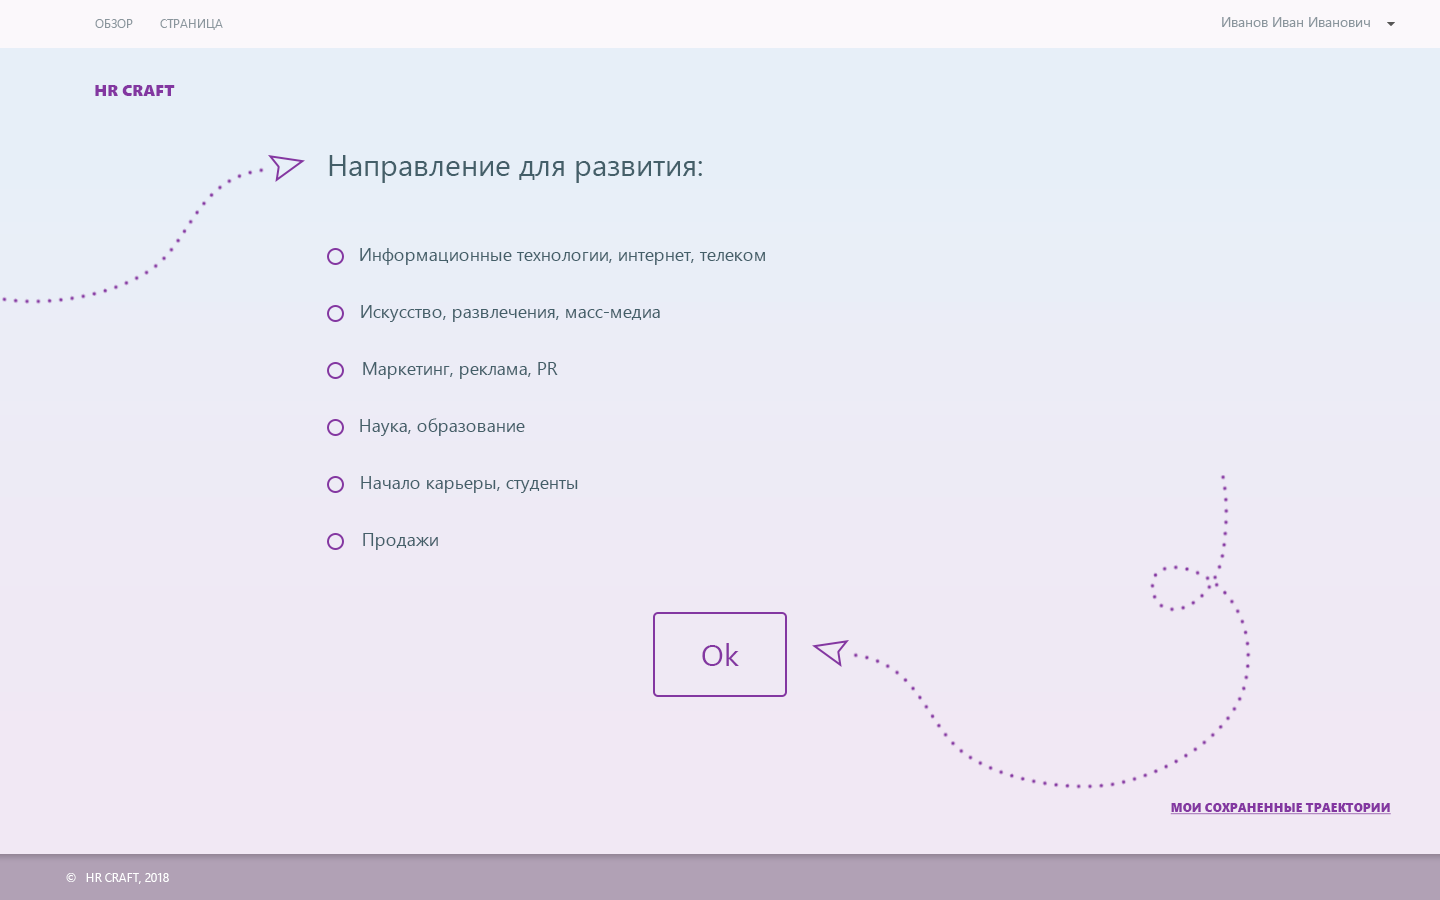 ОБЗОР СТРАНИЦА Иванов Иван Иванович
HR CRAFT
Направление для развития:
Информационные технологии, интернет, телеком
Искусство, развлечения, масс-медиа
Маркетинг, реклама, PR
Наука, образование
Начало карьеры, студенты
Продажи
Ok
МОИ СОХРАНЕННЫЕ ТРАЕКТОРИИ
© HR CRAFT, 2018